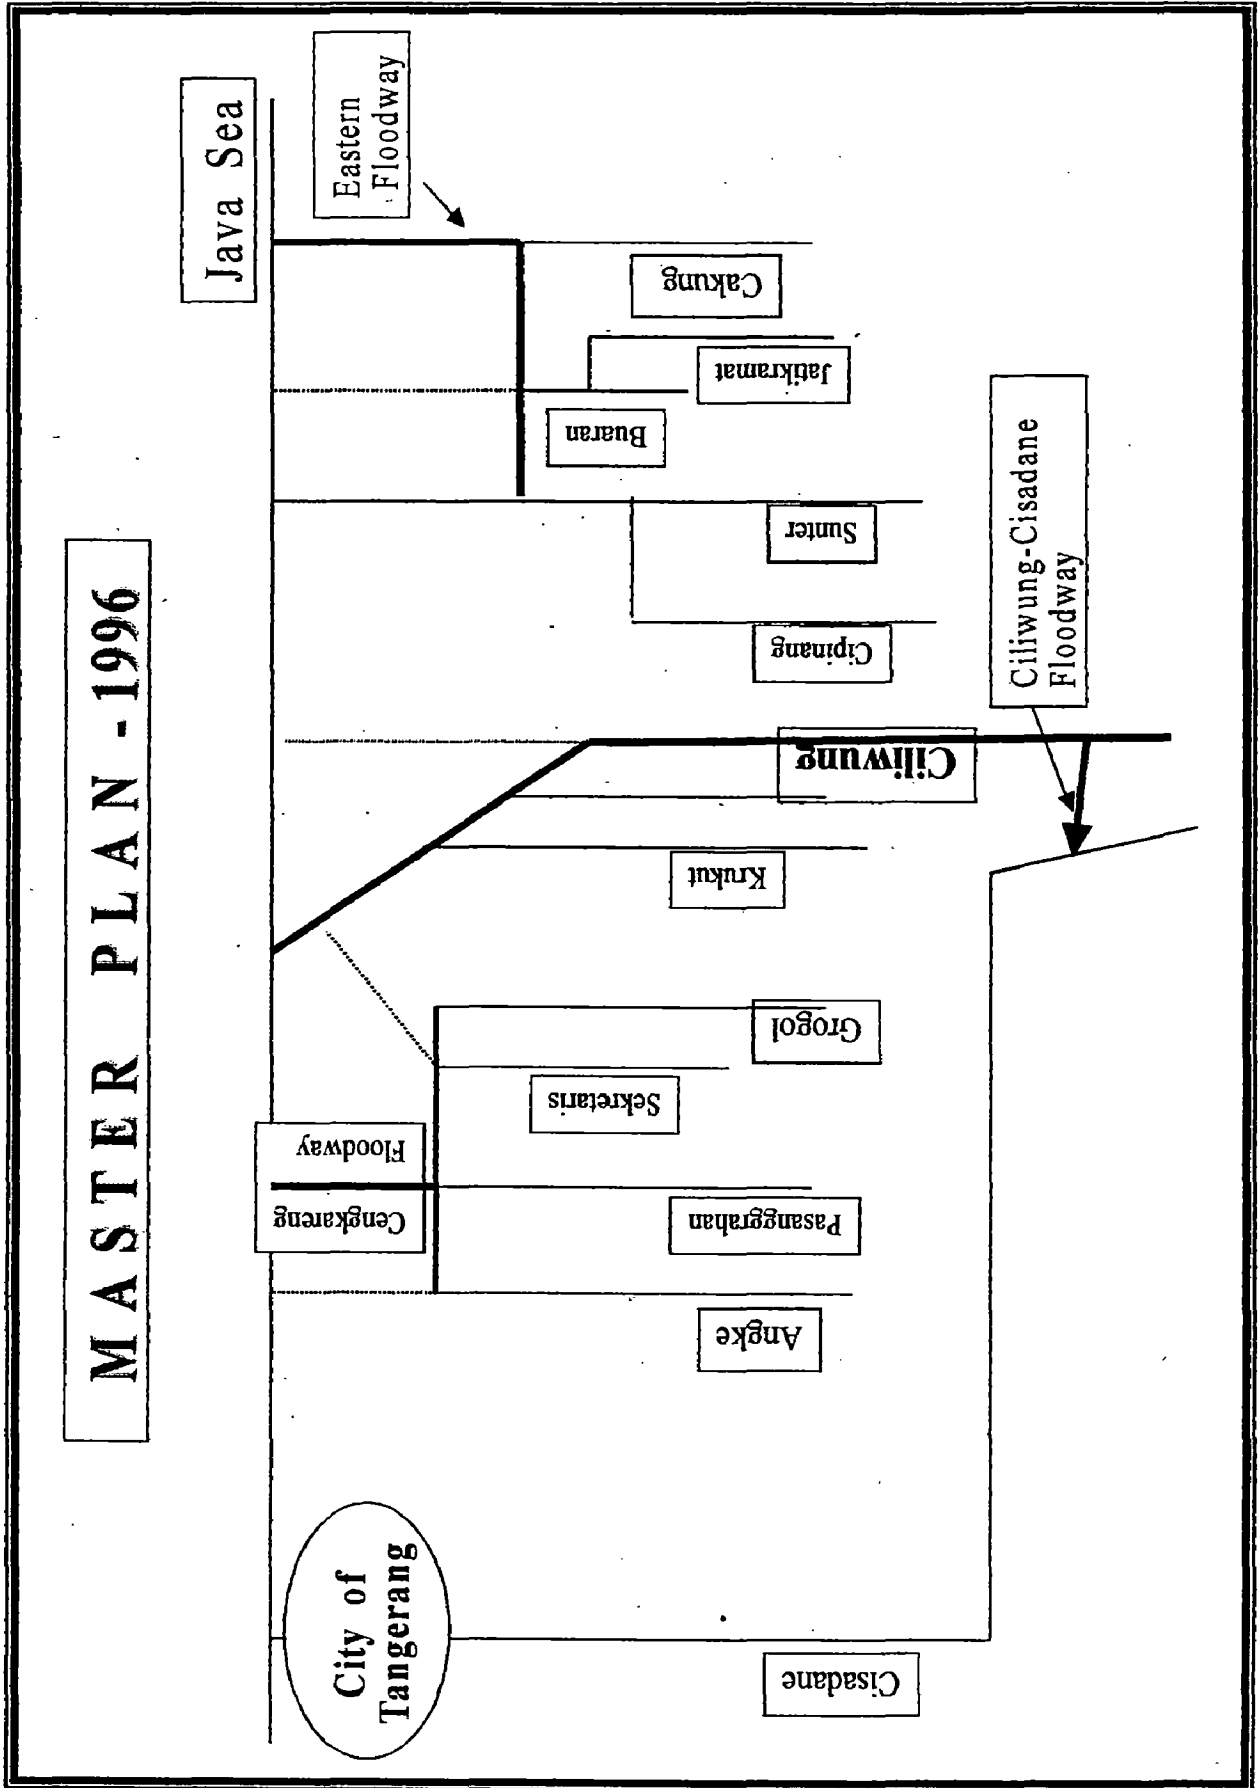 MASTER PLAN - 1996
Java Sea
Eastern
Floodway
Cakung
Jatikramat
Buaran
Sunter
Cipinang
Ciliwung-Cisadane
Floodway
Ciliwung
Krukut
Grogol
Sekretaris
Cengkareng
Floodway
Pasanggrahan
Angke
City of
Tangerang
Cisadane